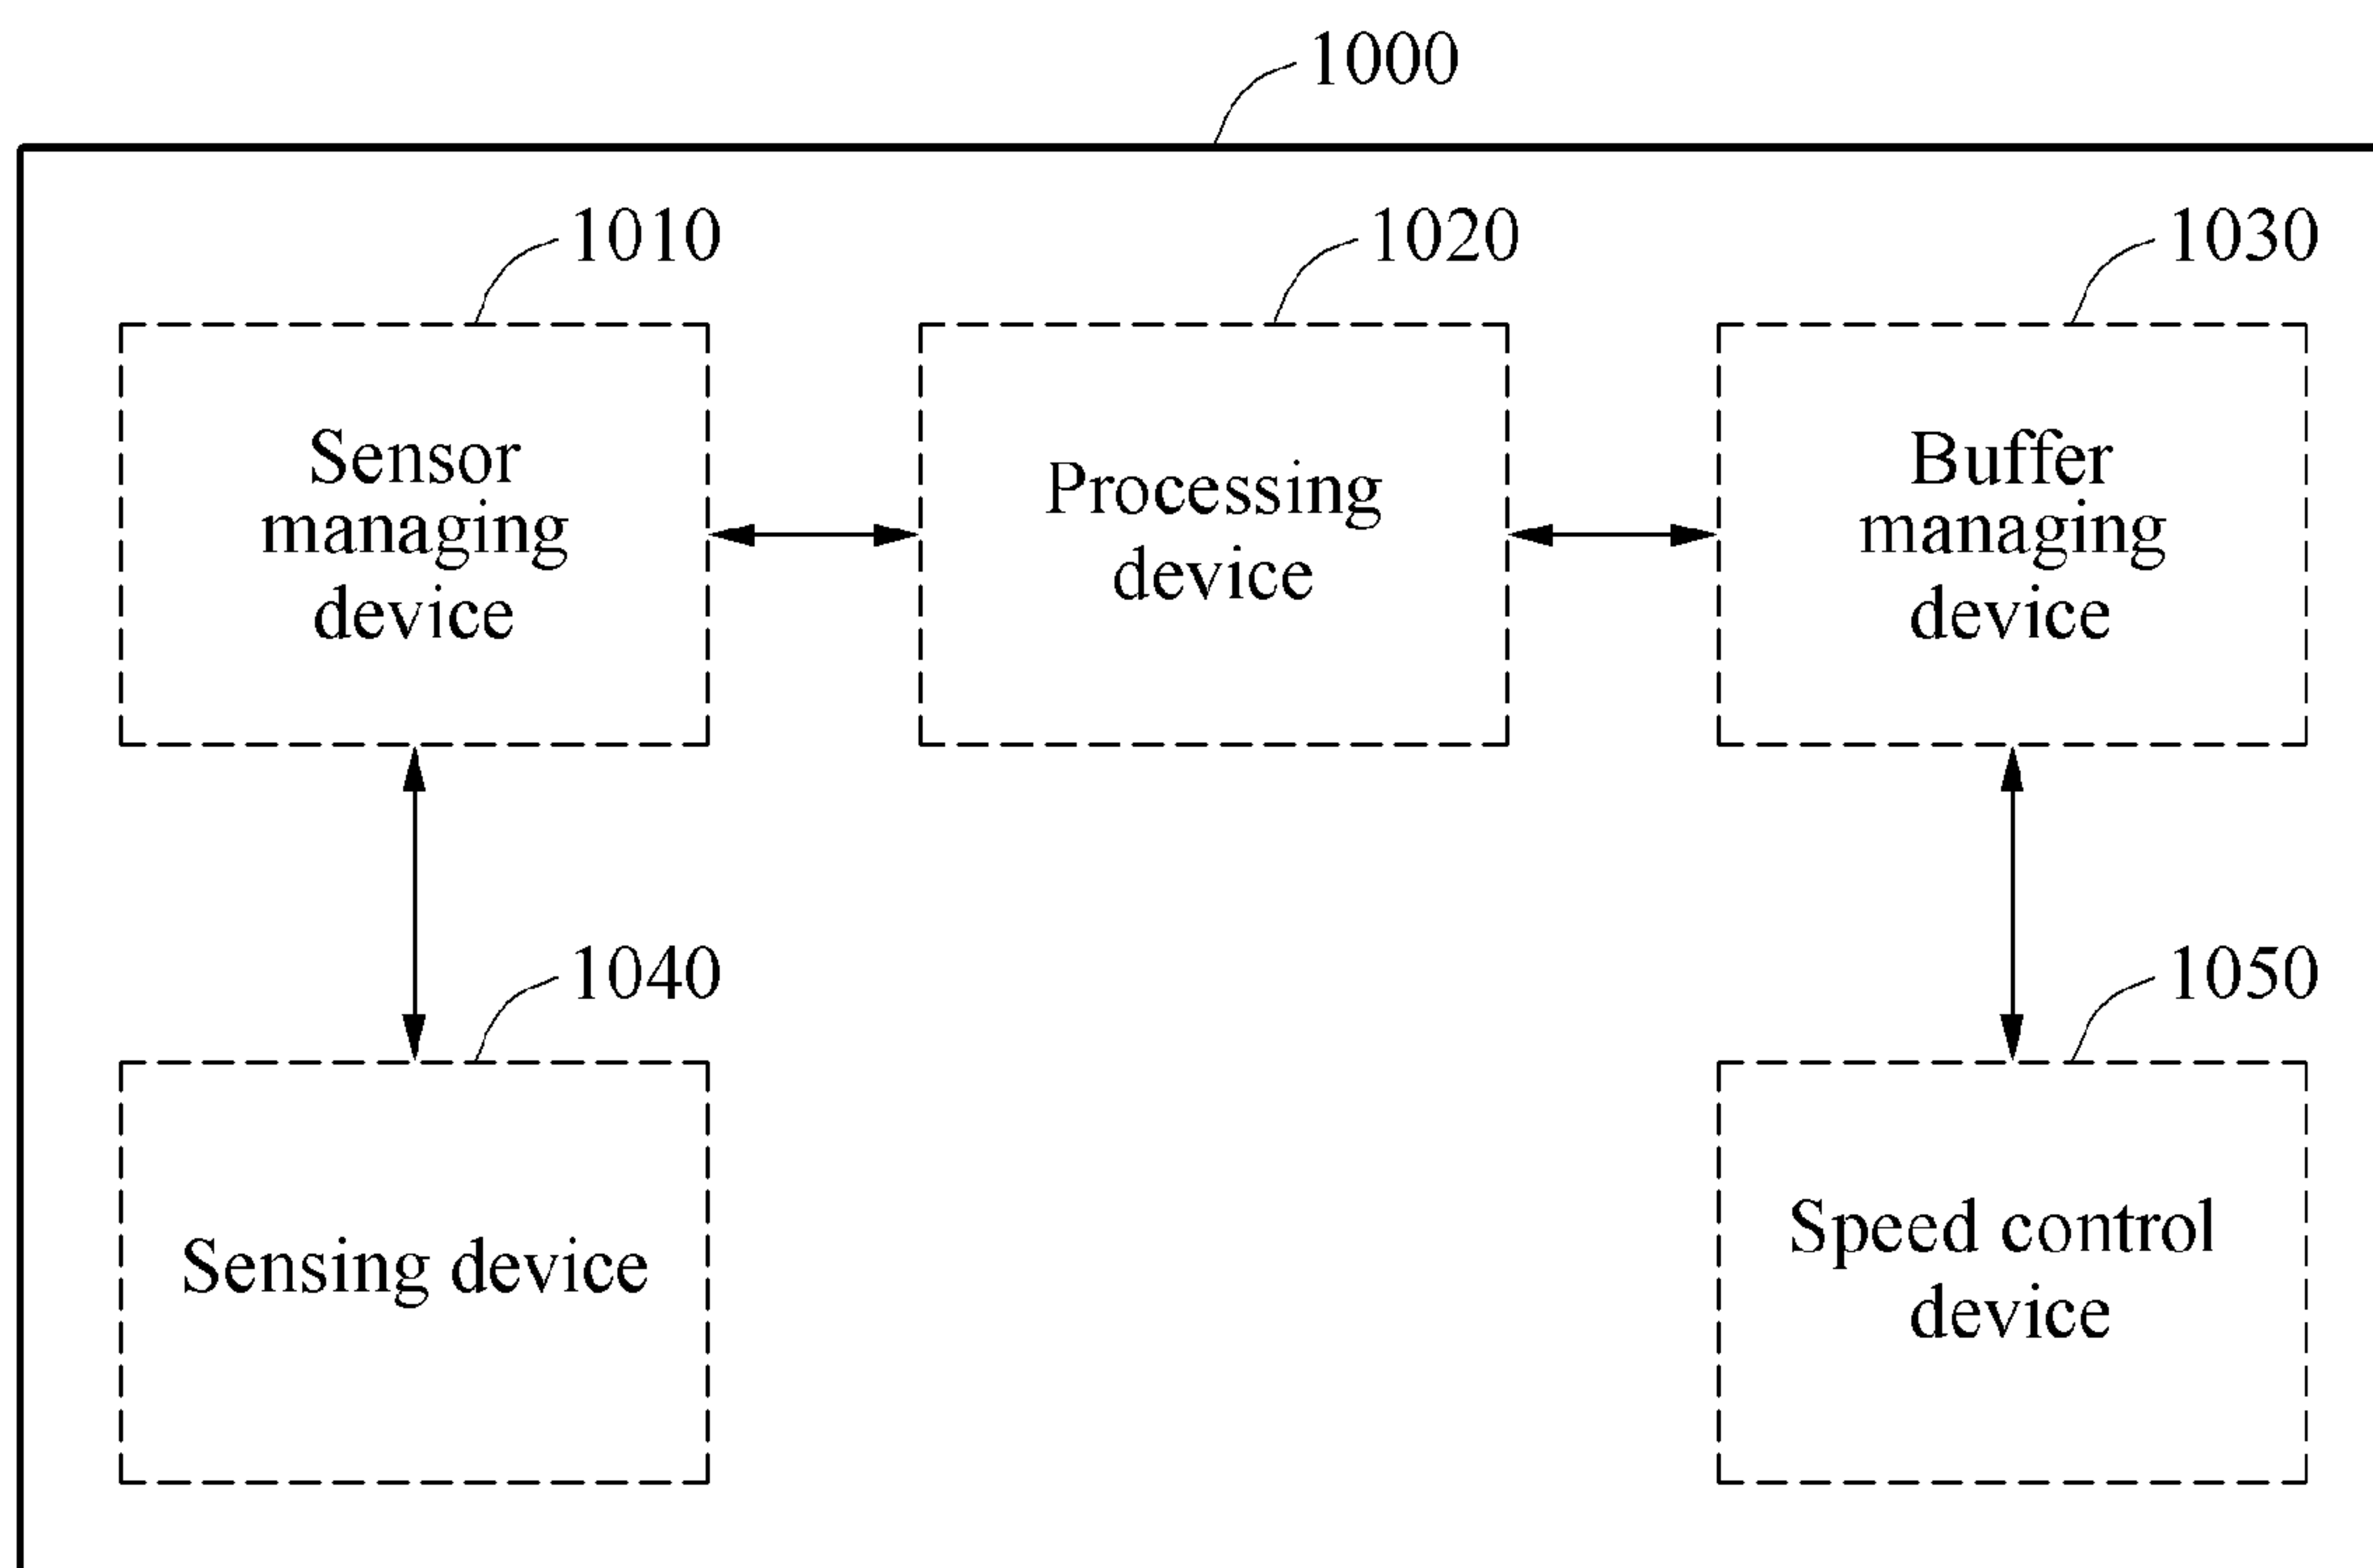 1000
1010
1020
1030
Sensor
managing
device
Processing
device
Buffer
managing
device
1040
1050
Sensing device
Speed control
device